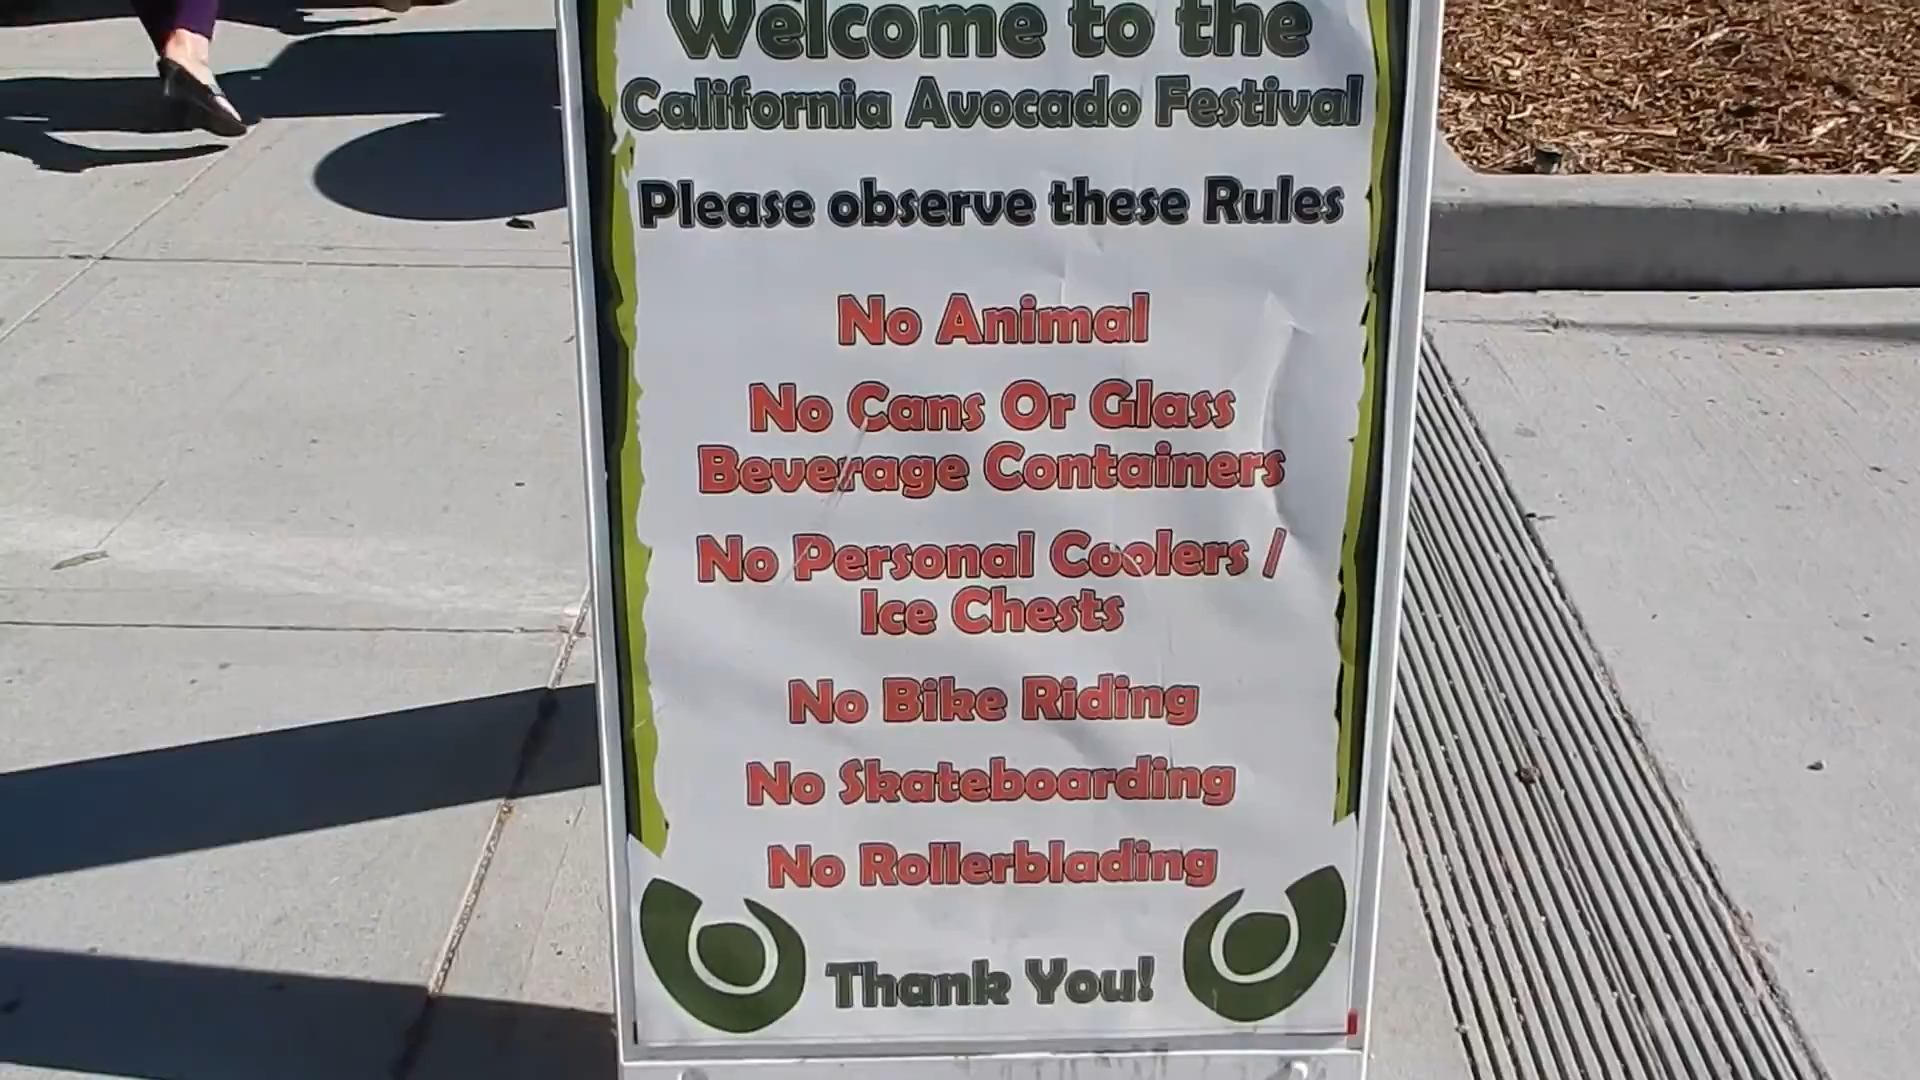 Welcome to the
California Avocado Festival
Please observe these Rules
No Animal
No Cans Or Glass
Beverage Containers
No Personal Coolers /
Ice Chests
No Bike Riding
No Skateboarding
No Rollerblading
Thank You!